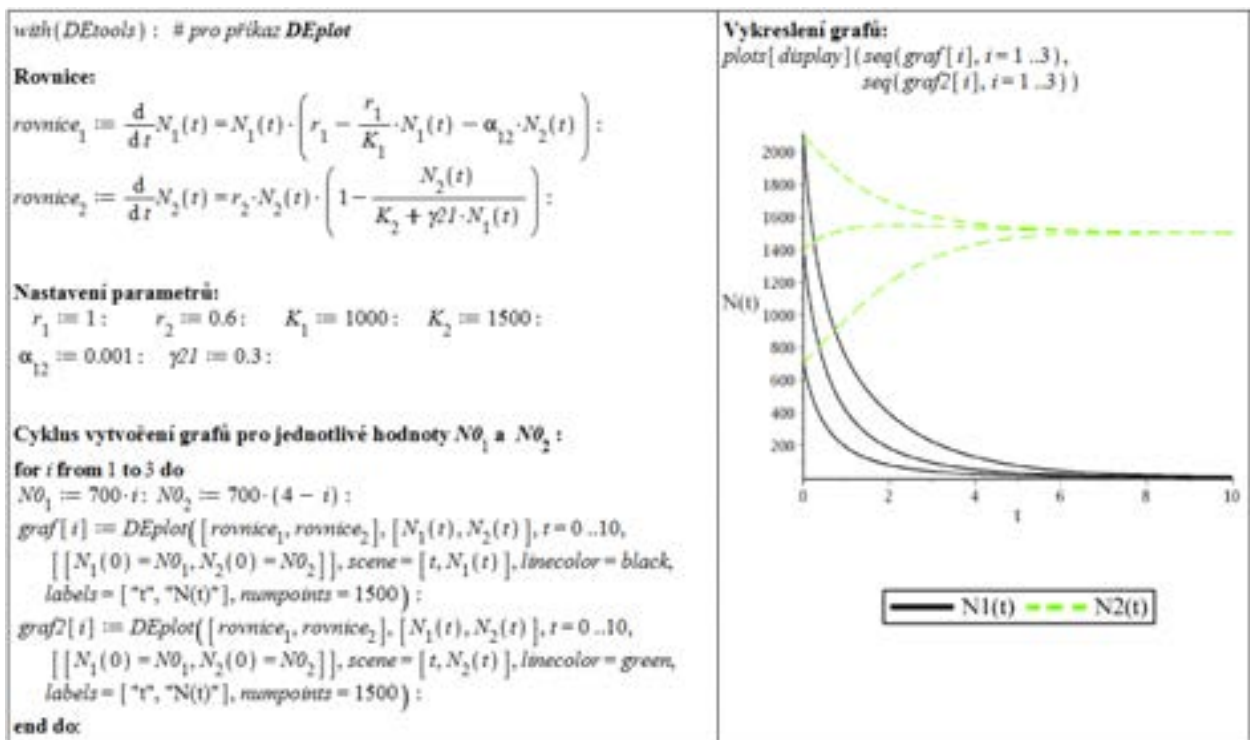 with(DEtools) : # pro příkaz DEplot
Rovnice:
rovnice₁ := d/dt N₁(t) = N₁(t)·(r₁ − r₁/K₁·N₁(t) − α₁₂·N₂(t)) :
rovnice₂ := d/dt N₂(t) = r₂·N₂(t)·(1 − N₂(t)/(K₂ + γ21·N₁(t))) :
Nastavení parametrů:
r₁ := 1 : r₂ := 0.6 : K₁ := 1000 : K₂ := 1500 :
α₁₂ := 0.001 : γ21 := 0.3 :
Cyklus vytvoření grafů pro jednotlivé hodnoty N0₁ a N0₂ :
for i from 1 to 3 do
N0₁ := 700·i : N0₂ := 700·(4 − i) :
graf[i] := DEplot([rovnice₁, rovnice₂], [N₁(t), N₂(t)], t = 0 ..10,
[[N₁(0) = N0₁, N₂(0) = N0₂]], scene = [t, N₁(t)], linecolor = black,
labels = ["t", "N(t)"], numpoints = 1500) :
graf2[i] := DEplot([rovnice₁, rovnice₂], [N₁(t), N₂(t)], t = 0 ..10,
[[N₁(0) = N0₁, N₂(0) = N0₂]], scene = [t, N₂(t)], linecolor = green,
labels = ["t", "N(t)"], numpoints = 1500) :
end do:
Vykreslení grafů:
plots[display](seq(graf[i], i = 1 ..3),
seq(graf2[i], i = 1 ..3))
2000
1800
1600
1400
1200
N(t)
1000
800
600
400
200
0 2 4 6 8 10
t
N1(t) N2(t)